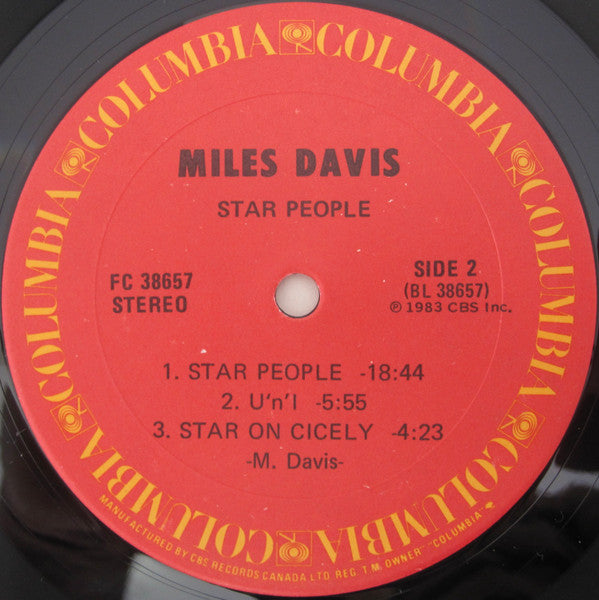 COLUMBIA COLUMBIA COLUMBIA COLUMBIA COLUMBIA COLUMBIA
MILES DAVIS
STAR PEOPLE
FC 38657
STEREO
SIDE 2
(BL 38657)
℗ 1983 CBS Inc.
1. STAR PEOPLE -18:44
2. U'n'I -5:55
3. STAR ON CICELY -4:23
-M. Davis-
MANUFACTURED BY CBS RECORDS CANADA LTD REG. T.M. OWNER "COLUMBIA"